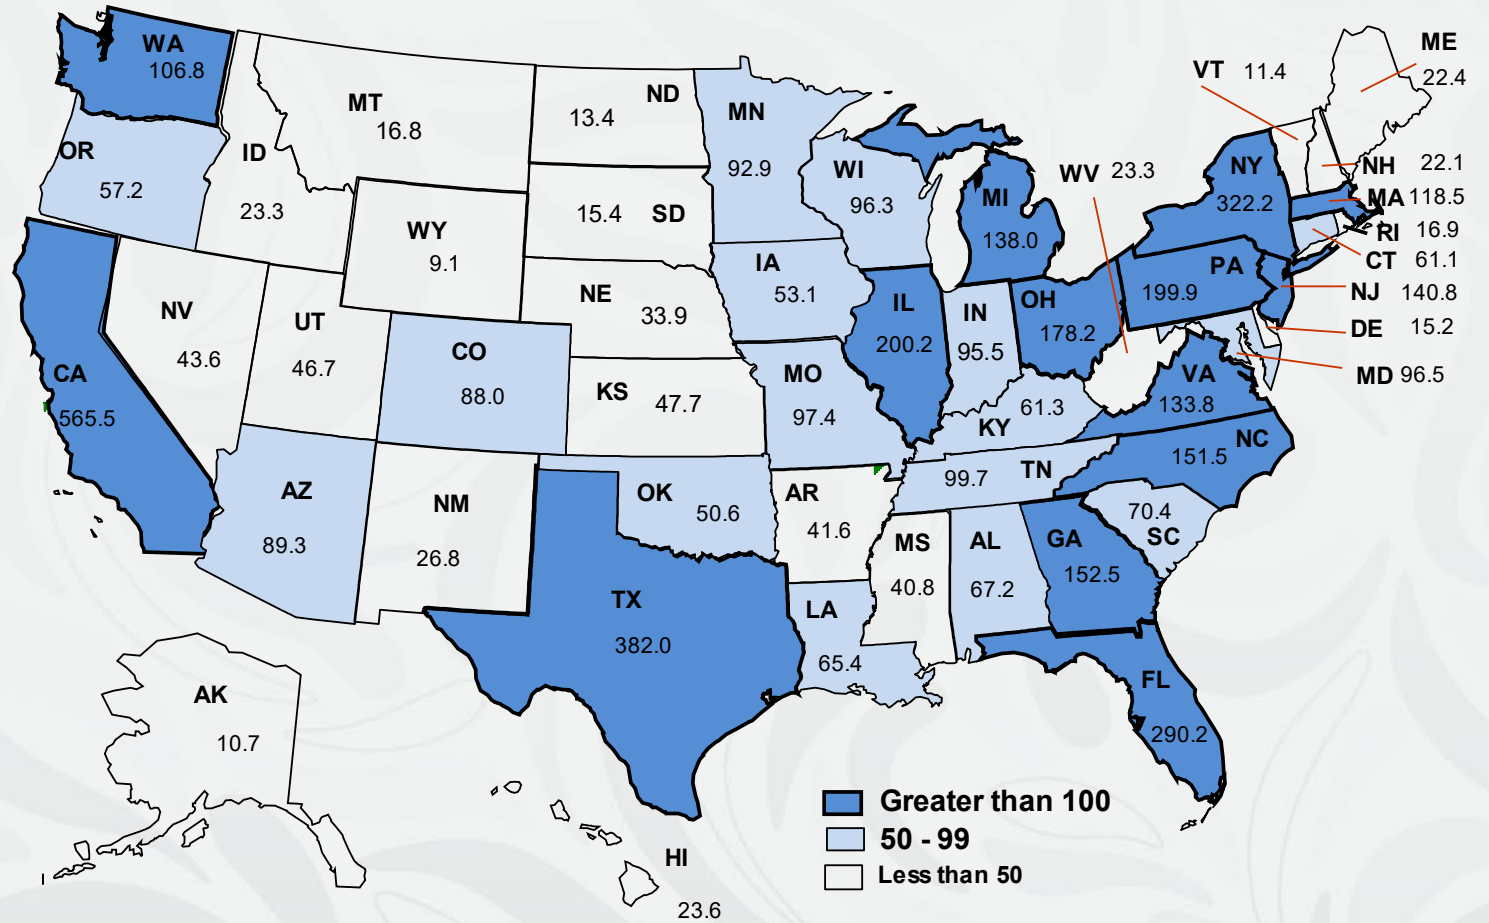 WA
106.8
OR
57.2
ID
23.3
MT
16.8
ND
13.4
MN
92.9
WI
96.3
MI
138.0
WV 23.3
VT 11.4
ME
22.4
NH 22.1
NY
322.2
MA 118.5
RI 16.9
CT 61.1
NJ 140.8
DE 15.2
MD 96.5
WY
9.1
15.4 SD
NE
33.9
IA
53.1
IL
200.2
IN
95.5
OH
178.2
PA
199.9
NV
43.6
UT
46.7
CO
88.0
KS
47.7
MO
97.4
KY
61.3
VA
133.8
CA
565.5
AZ
89.3
NM
26.8
OK
50.6
AR
41.6
99.7 TN
NC
151.5
TX
382.0
LA
65.4
MS
40.8
AL
67.2
GA
152.5
70.4
SC
FL
290.2
AK
10.7
HI
23.6
Greater than 100
50 - 99
Less than 50